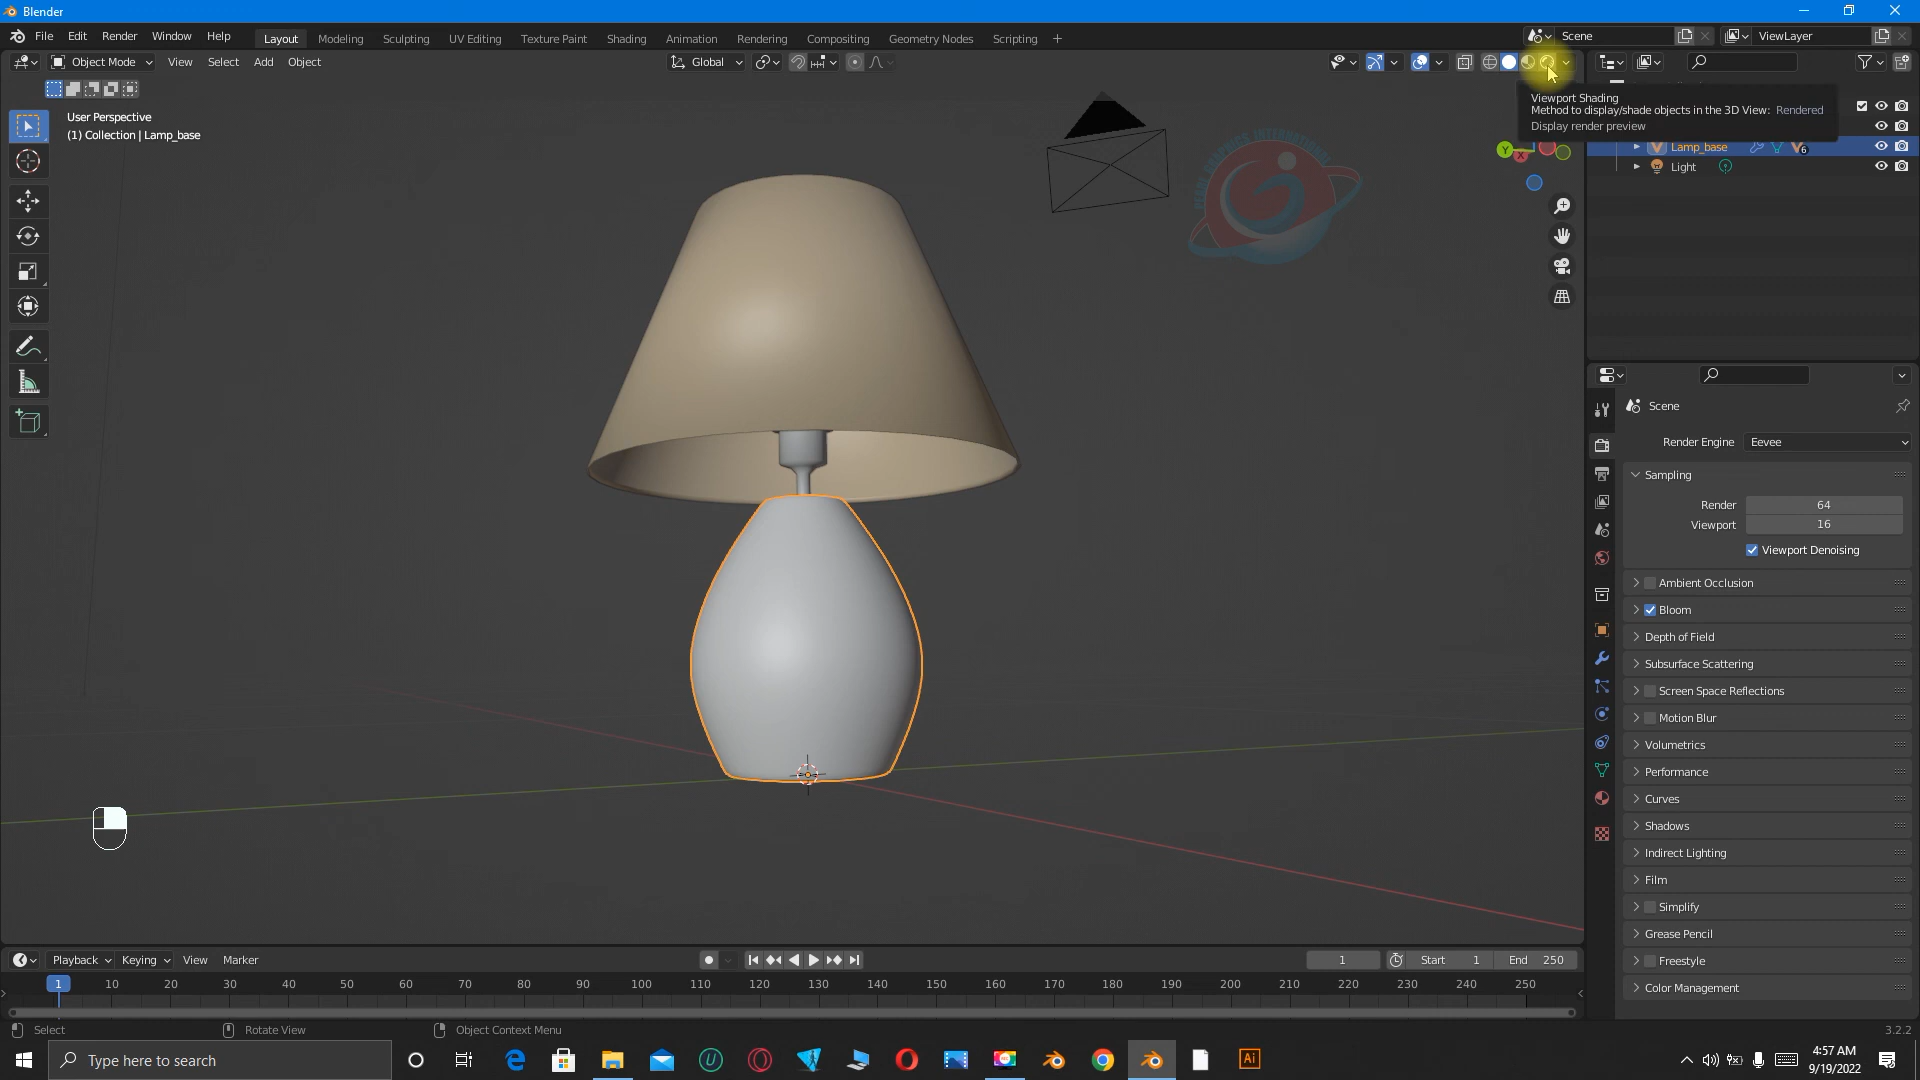 Blender
File Edit Render Window Help
Layout Modeling Sculpting UV Editing Texture Paint Shading Animation Rendering Compositing Geometry Nodes Scripting +
Scene
ViewLayer
Object Mode View Select Add Object
Global
User Perspective
(1) Collection | Lamp_base
Viewport Shading
Method to display/shade objects in the 3D View: Rendered
Display render preview
Y
X
Lamp_base
6
Light
Scene
Render Engine Eevee
Sampling
Render 64
Viewport 16
Viewport Denoising
Ambient Occlusion
Bloom
Depth of Field
Subsurface Scattering
Screen Space Reflections
Motion Blur
Volumetrics
Performance
Curves
Shadows
Indirect Lighting
Film
Simplify
Grease Pencil
Freestyle
Color Management
Playback Keying View Marker
1 Start 1 End 250
1 10 20 30 40 50 60 70 80 90 100 110 120 130 140 150 160 170 180 190 200 210 220 230 240 250
Select Rotate View Object Context Menu
3.2.2
Type here to search
Ai
4:57 AM
9/19/2022